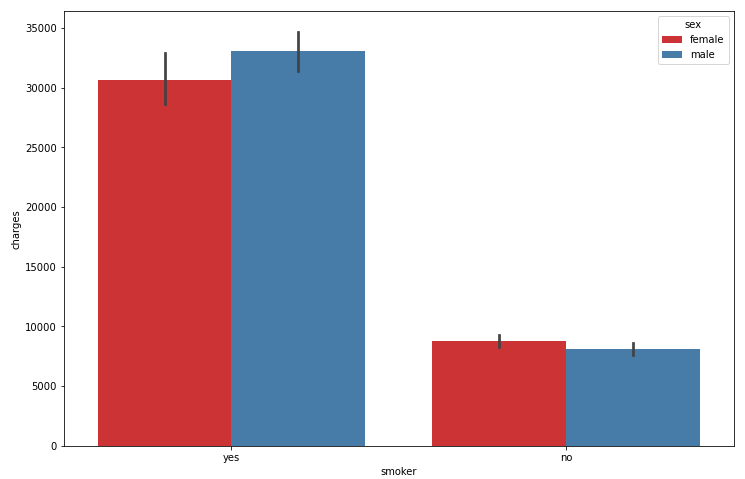 sex
female
male
35000
30000
25000
20000
15000
10000
5000
0
charges
yes
no
smoker